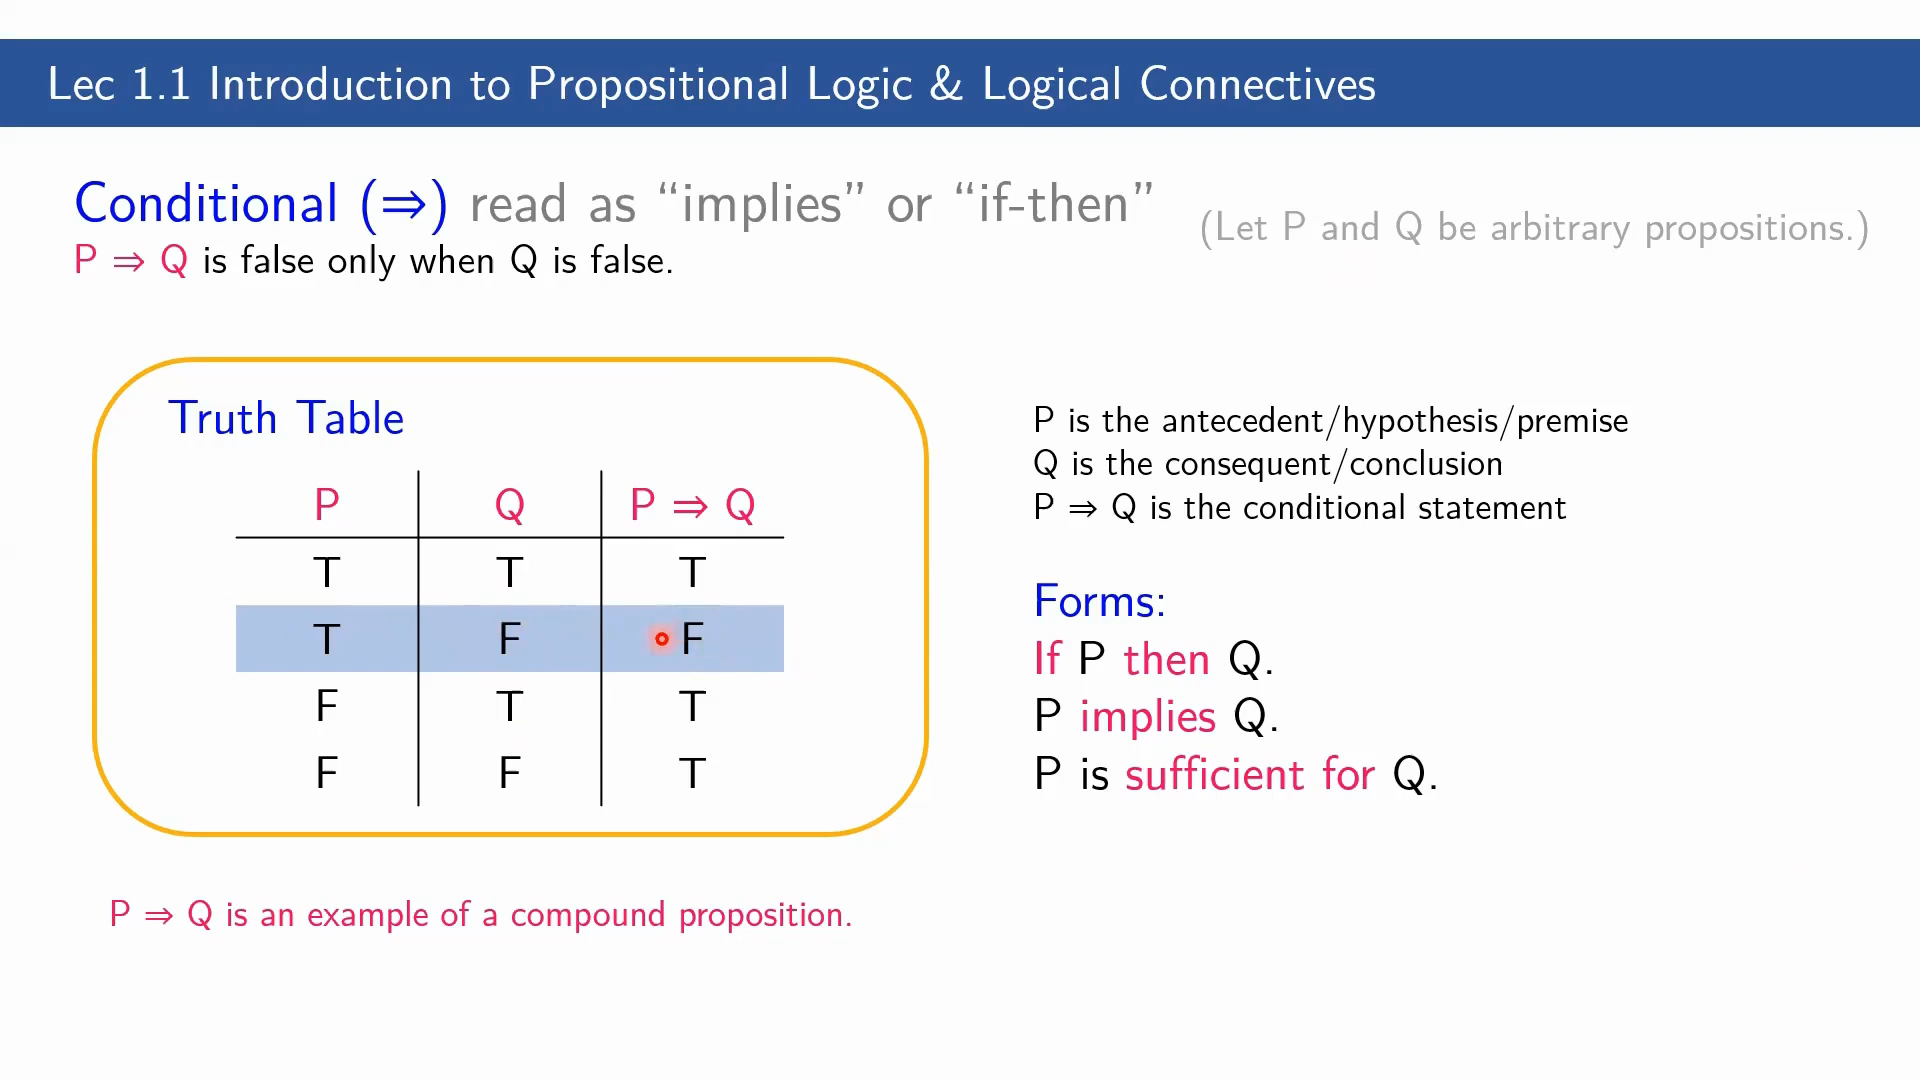 Lec 1.1 Introduction to Propositional Logic & Logical Connectives
Conditional (⇒) read as “implies” or “if-then”
(Let P and Q be arbitrary propositions.)
P ⇒ Q is false only when Q is false.
Truth Table
P Q P ⇒ Q
T T T
T F F
F T T
F F T
P ⇒ Q is an example of a compound proposition.
P is the antecedent/hypothesis/premise
Q is the consequent/conclusion
P ⇒ Q is the conditional statement
Forms:
If P then Q.
P implies Q.
P is sufficient for Q.